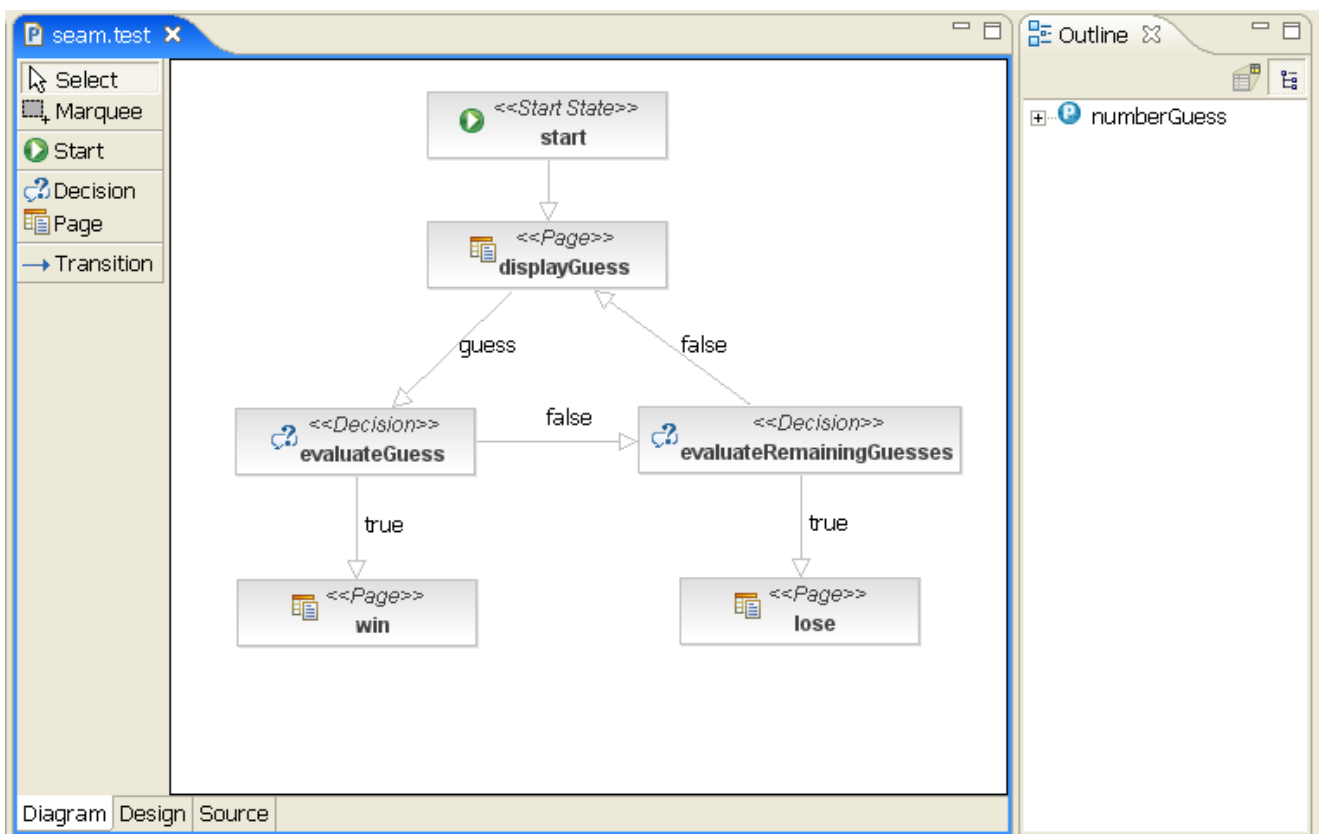 seam.test
Select
Marquee
Start
Decision
Page
Transition
<<Start State>>
start
<<Page>>
displayGuess
guess
false
<<Decision>>
evaluateGuess
false
<<Decision>>
evaluateRemainingGuesses
true
true
<<Page>>
win
<<Page>>
lose
Diagram Design Source
Outline
numberGuess